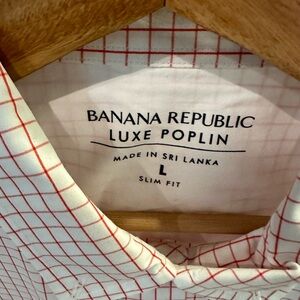 BANANA REPUBLIC
LUXE POPLIN
MADE IN SRI LANKA
L
SLIM FIT